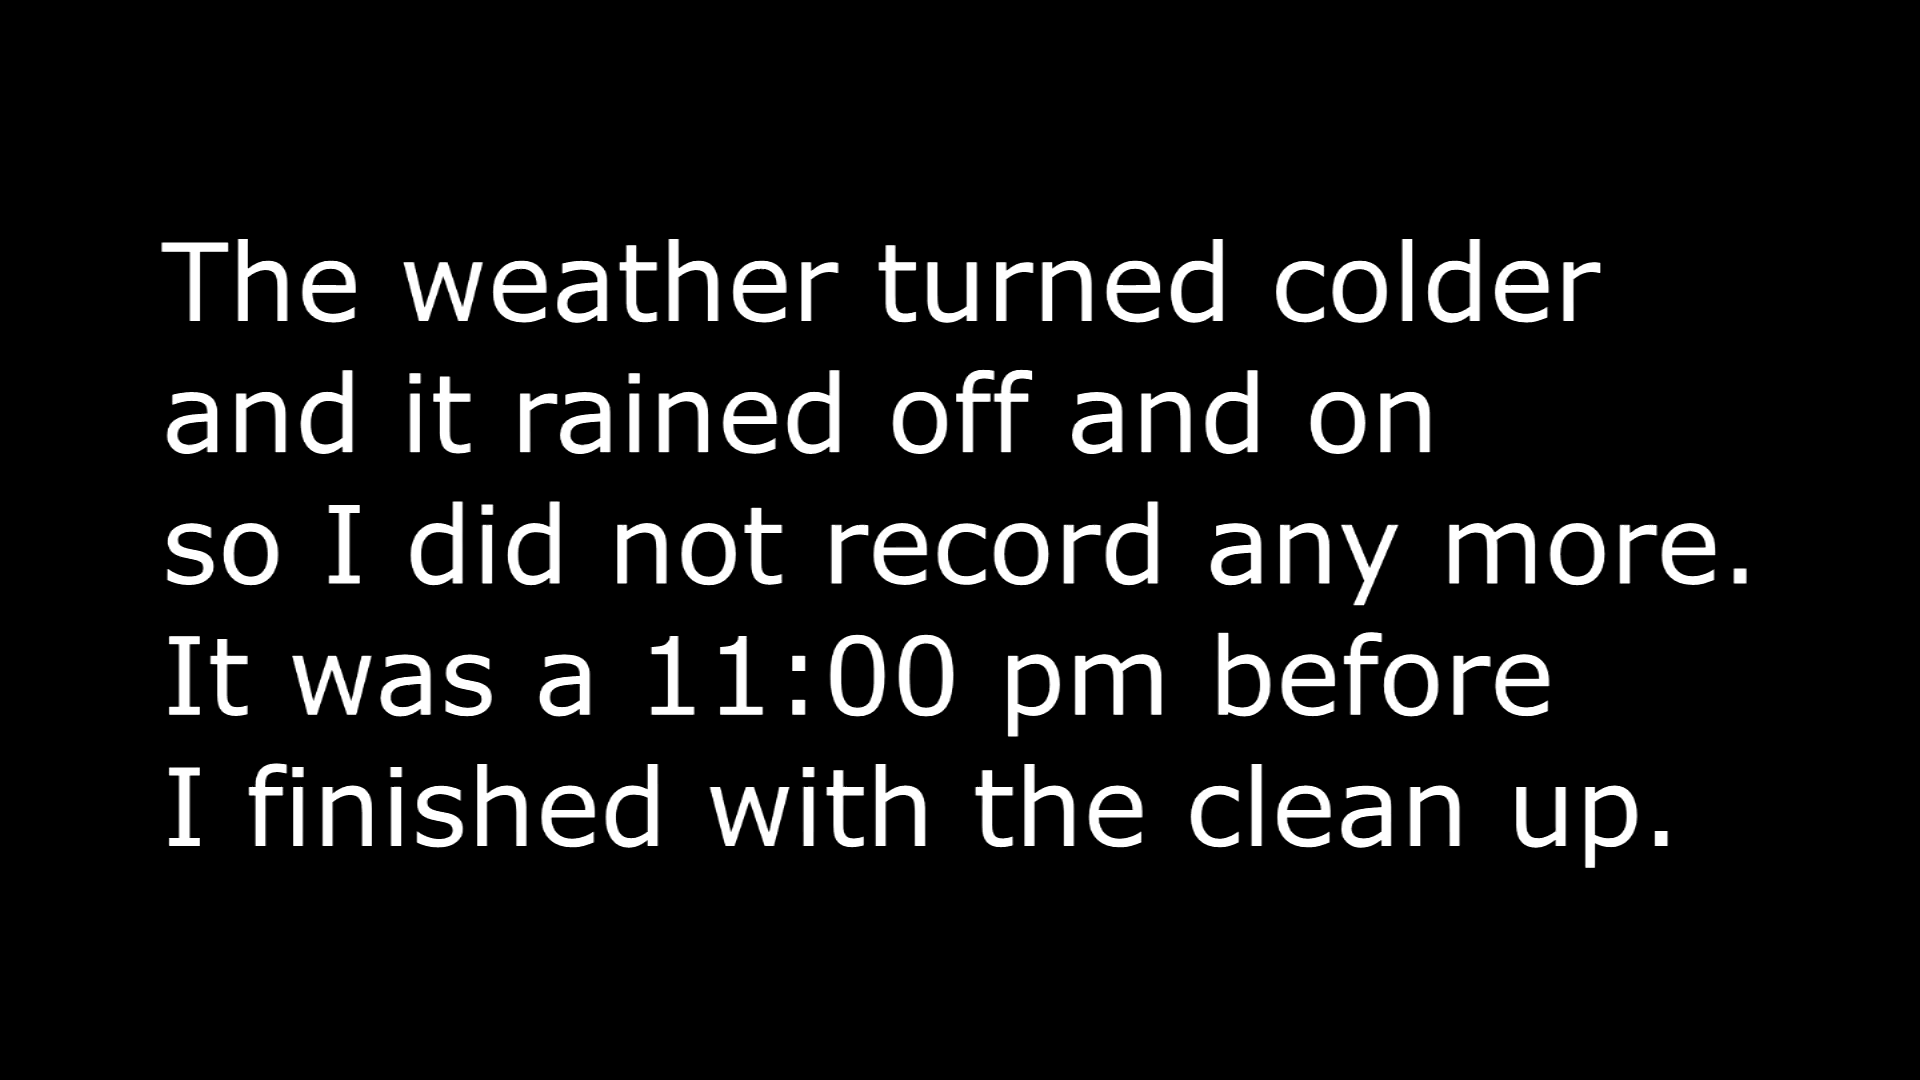 The weather turned colder
and it rained off and on
so I did not record any more.
It was a 11:00 pm before
I finished with the clean up.